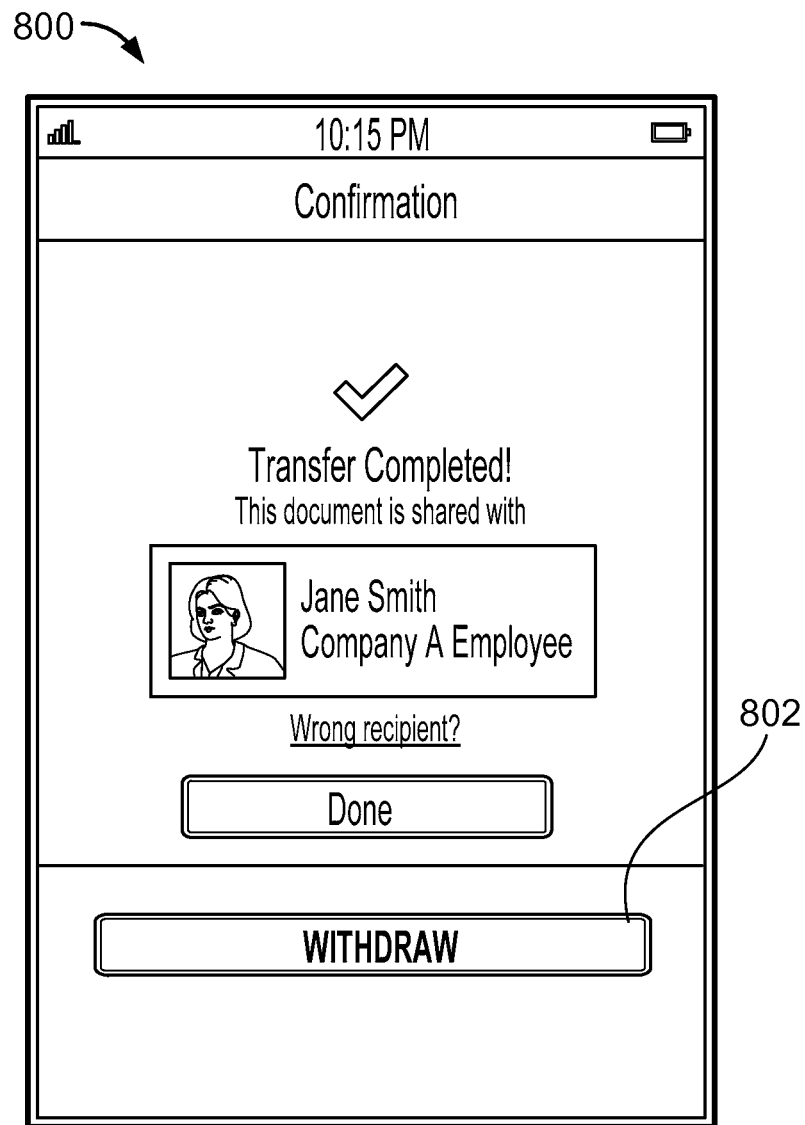 800
10:15 PM
Confirmation
Transfer Completed!
This document is shared with
Jane Smith
Company A Employee
Wrong recipient?
802
Done
WITHDRAW